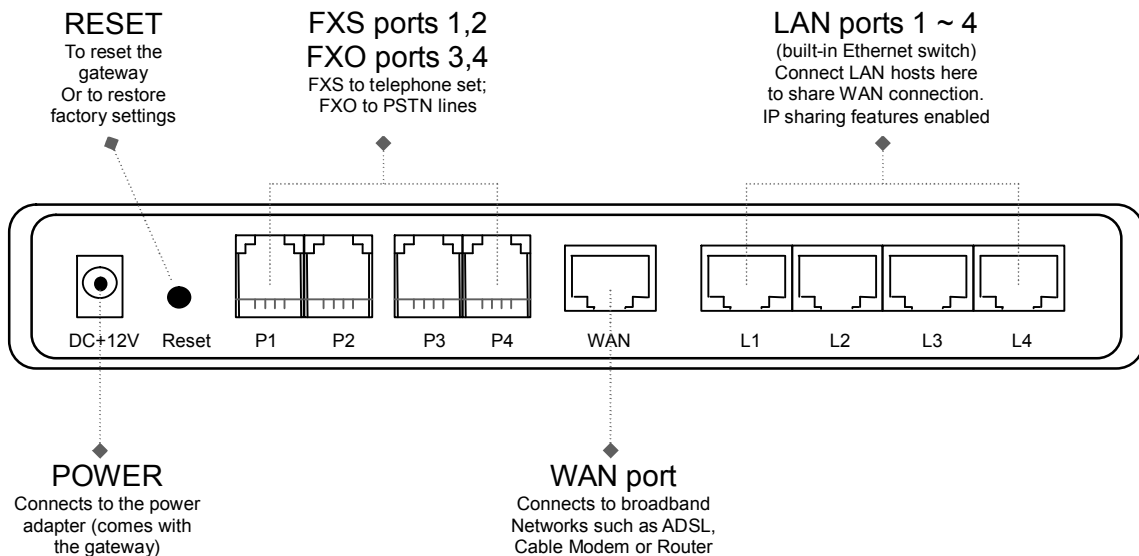 RESET
To reset the
gateway
Or to restore
factory settings
FXS ports 1,2
FXO ports 3,4
FXS to telephone set;
FXO to PSTN lines
LAN ports 1 ~ 4
(built-in Ethernet switch)
Connect LAN hosts here
to share WAN connection.
IP sharing features enabled
DC+12V Reset P1 P2 P3 P4 WAN L1 L2 L3 L4
POWER
Connects to the power
adapter (comes with
the gateway)
WAN port
Connects to broadband
Networks such as ADSL,
Cable Modem or Router